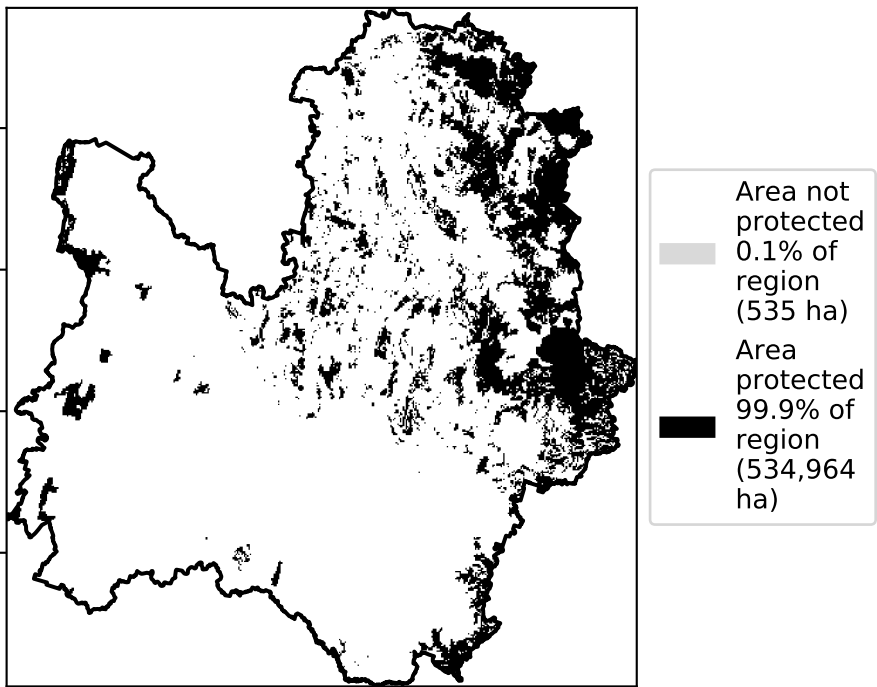 Area not
protected
0.1% of
region
(535 ha)
Area
protected
99.9% of
region
(534,964
ha)